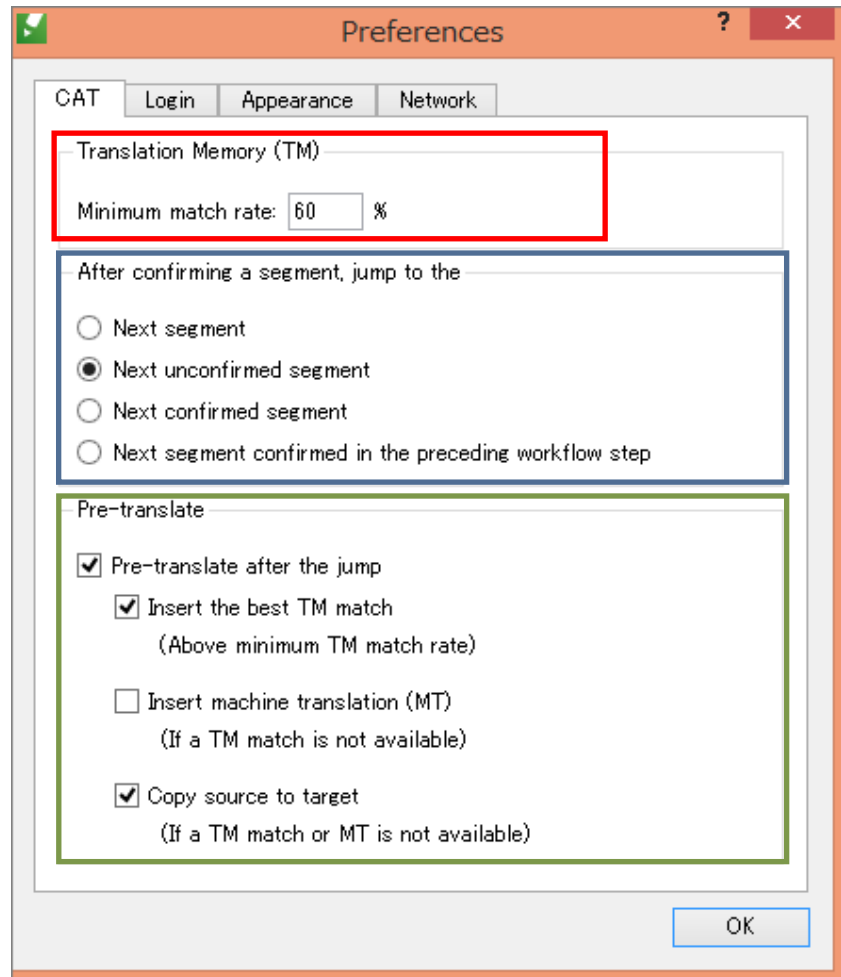 Preferences
? ×
CAT Login Appearance Network
Translation Memory (TM)
Minimum match rate: 60 %
After confirming a segment, jump to the
Next segment
Next unconfirmed segment
Next confirmed segment
Next segment confirmed in the preceding workflow step
Pre-translate
Pre-translate after the jump
Insert the best TM match
(Above minimum TM match rate)
Insert machine translation (MT)
(If a TM match is not available)
Copy source to target
(If a TM match or MT is not available)
OK